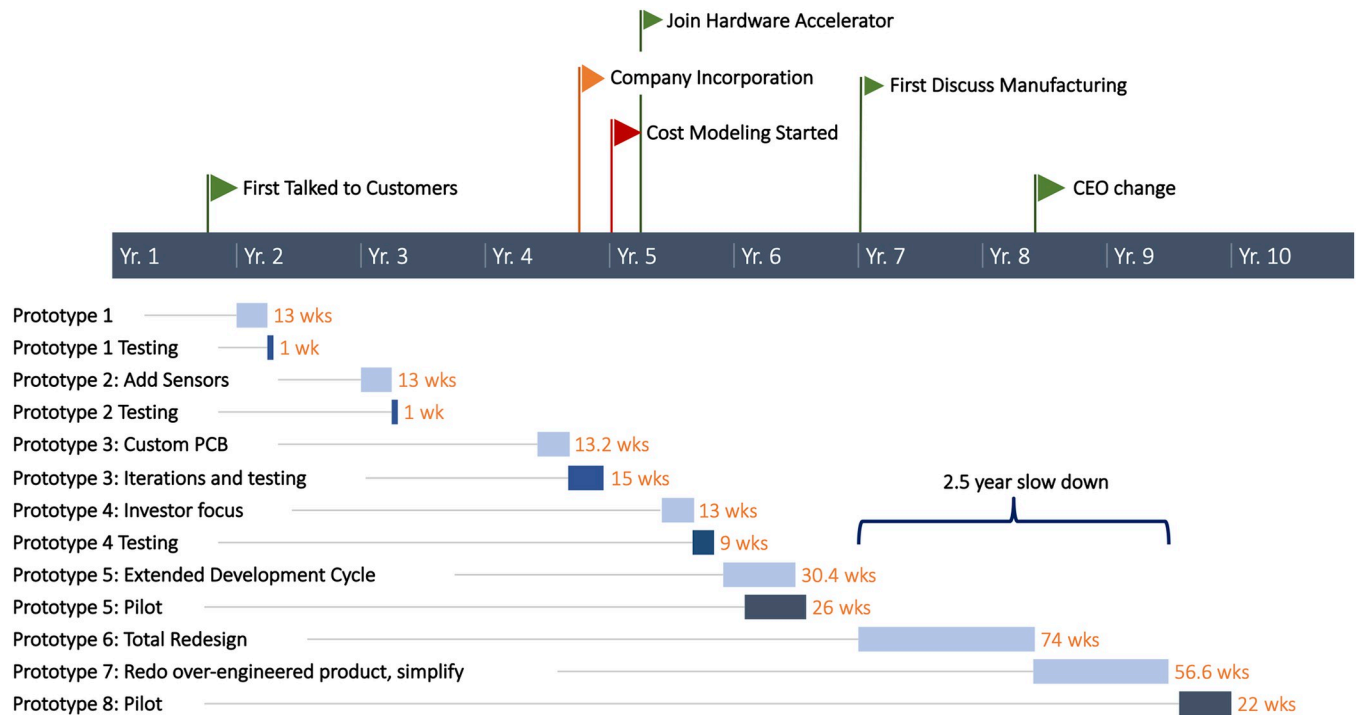 Join Hardware Accelerator
Company Incorporation
First Discuss Manufacturing
Cost Modeling Started
First Talked to Customers
CEO change
Yr. 1 Yr. 2 Yr. 3 Yr. 4 Yr. 5 Yr. 6 Yr. 7 Yr. 8 Yr. 9 Yr. 10
Prototype 1 13 wks
Prototype 1 Testing 1 wk
Prototype 2: Add Sensors 13 wks
Prototype 2 Testing 1 wk
Prototype 3: Custom PCB 13.2 wks
Prototype 3: Iterations and testing 15 wks
2.5 year slow down
Prototype 4: Investor focus 13 wks
Prototype 4 Testing 9 wks
Prototype 5: Extended Development Cycle 30.4 wks
Prototype 5: Pilot 26 wks
Prototype 6: Total Redesign 74 wks
Prototype 7: Redo over-engineered product, simplify 56.6 wks
Prototype 8: Pilot 22 wks